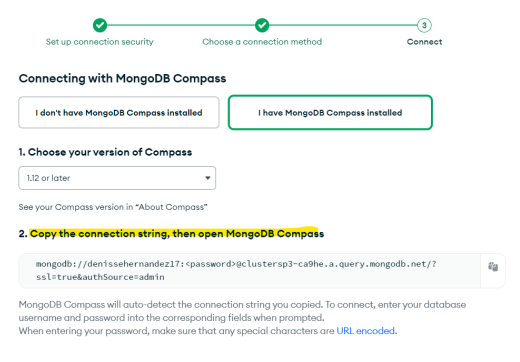 3
Set up connection security
Choose a connection method
Connect
Connecting with MongoDB Compass
I don't have MongoDB Compass installed
I have MongoDB Compass installed
1. Choose your version of Compass
1.12 or later
See your Compass version in "About Compass"
2. Copy the connection string, then open MongoDB Compass
mongodb://denissehernandez17:<password>@clustersp3-ca9he.a.query.mongodb.net/?
ssl=true&authSource=admin
MongoDB Compass will auto-detect the connection string you copied. To connect, enter your database
username and password into the corresponding fields when prompted.
When entering your password, make sure that any special characters are URL encoded.